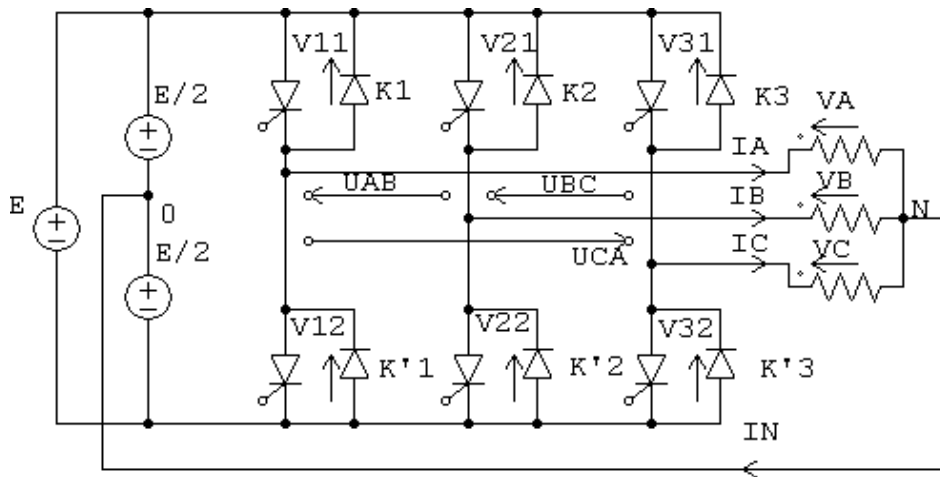 V11 V21 V31
E/2 K1 K2 K3 VA
IA
UAB UBC IB VB N
E 0
E/2 UCA IC VC
V12 V22 V32
K'1 K'2 K'3
IN